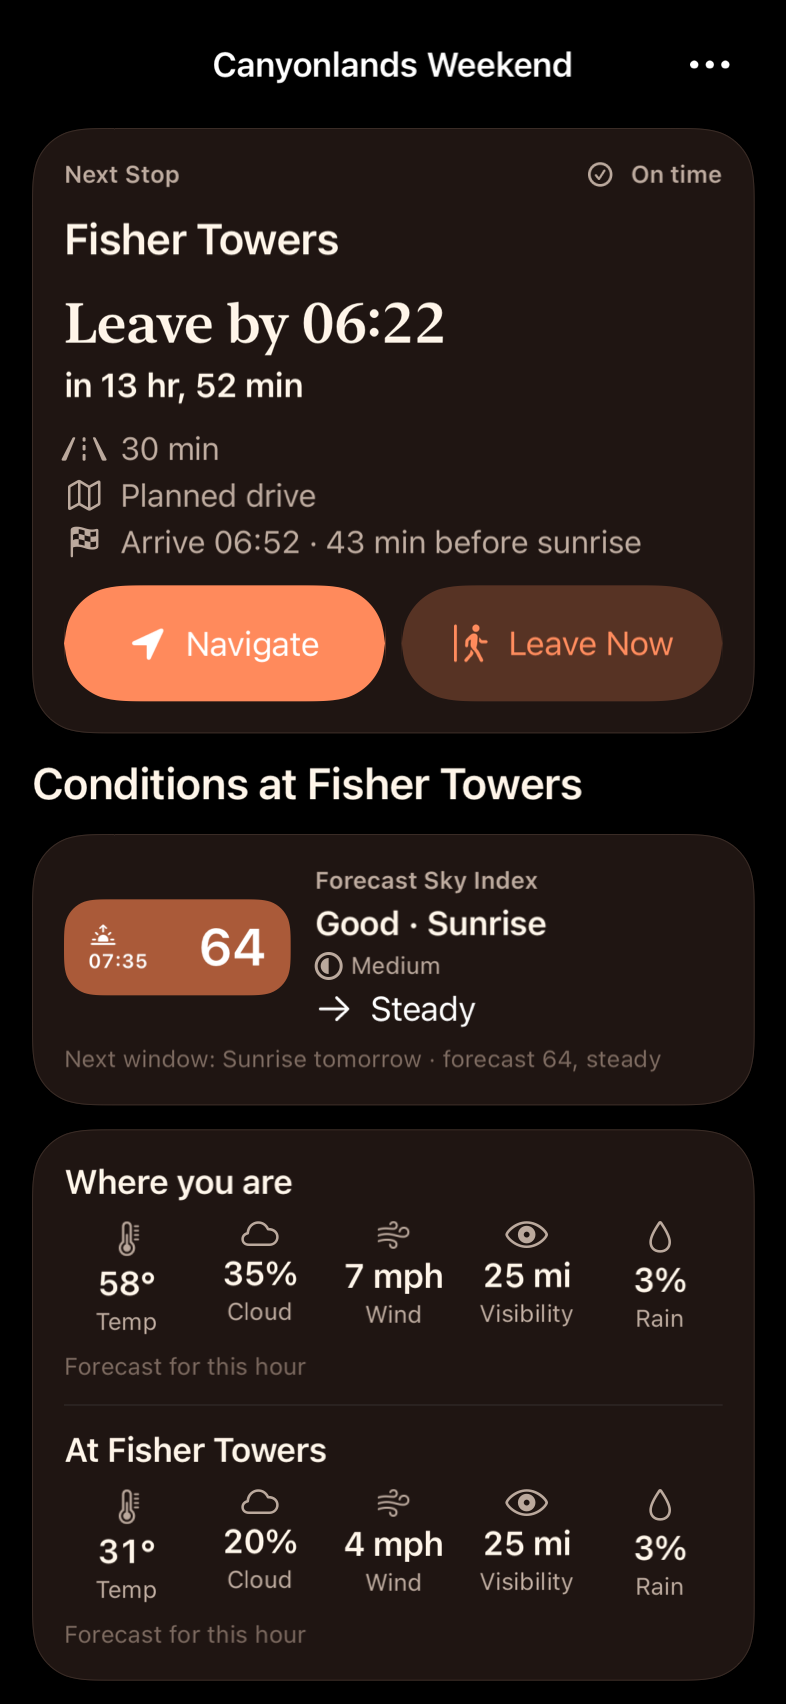 Canyonlands Weekend
Next Stop
On time
Fisher Towers
Leave by 06:22
in 13 hr, 52 min
30 min
Planned drive
Arrive 06:52 · 43 min before sunrise
Navigate
Leave Now
Conditions at Fisher Towers
07:35
64
Forecast Sky Index
Good · Sunrise
Medium
Steady
Next window: Sunrise tomorrow · forecast 64, steady
Where you are
58° 35% 7 mph 25 mi 3%
Temp Cloud Wind Visibility Rain
Forecast for this hour
At Fisher Towers
31° 20% 4 mph 25 mi 3%
Temp Cloud Wind Visibility Rain
Forecast for this hour